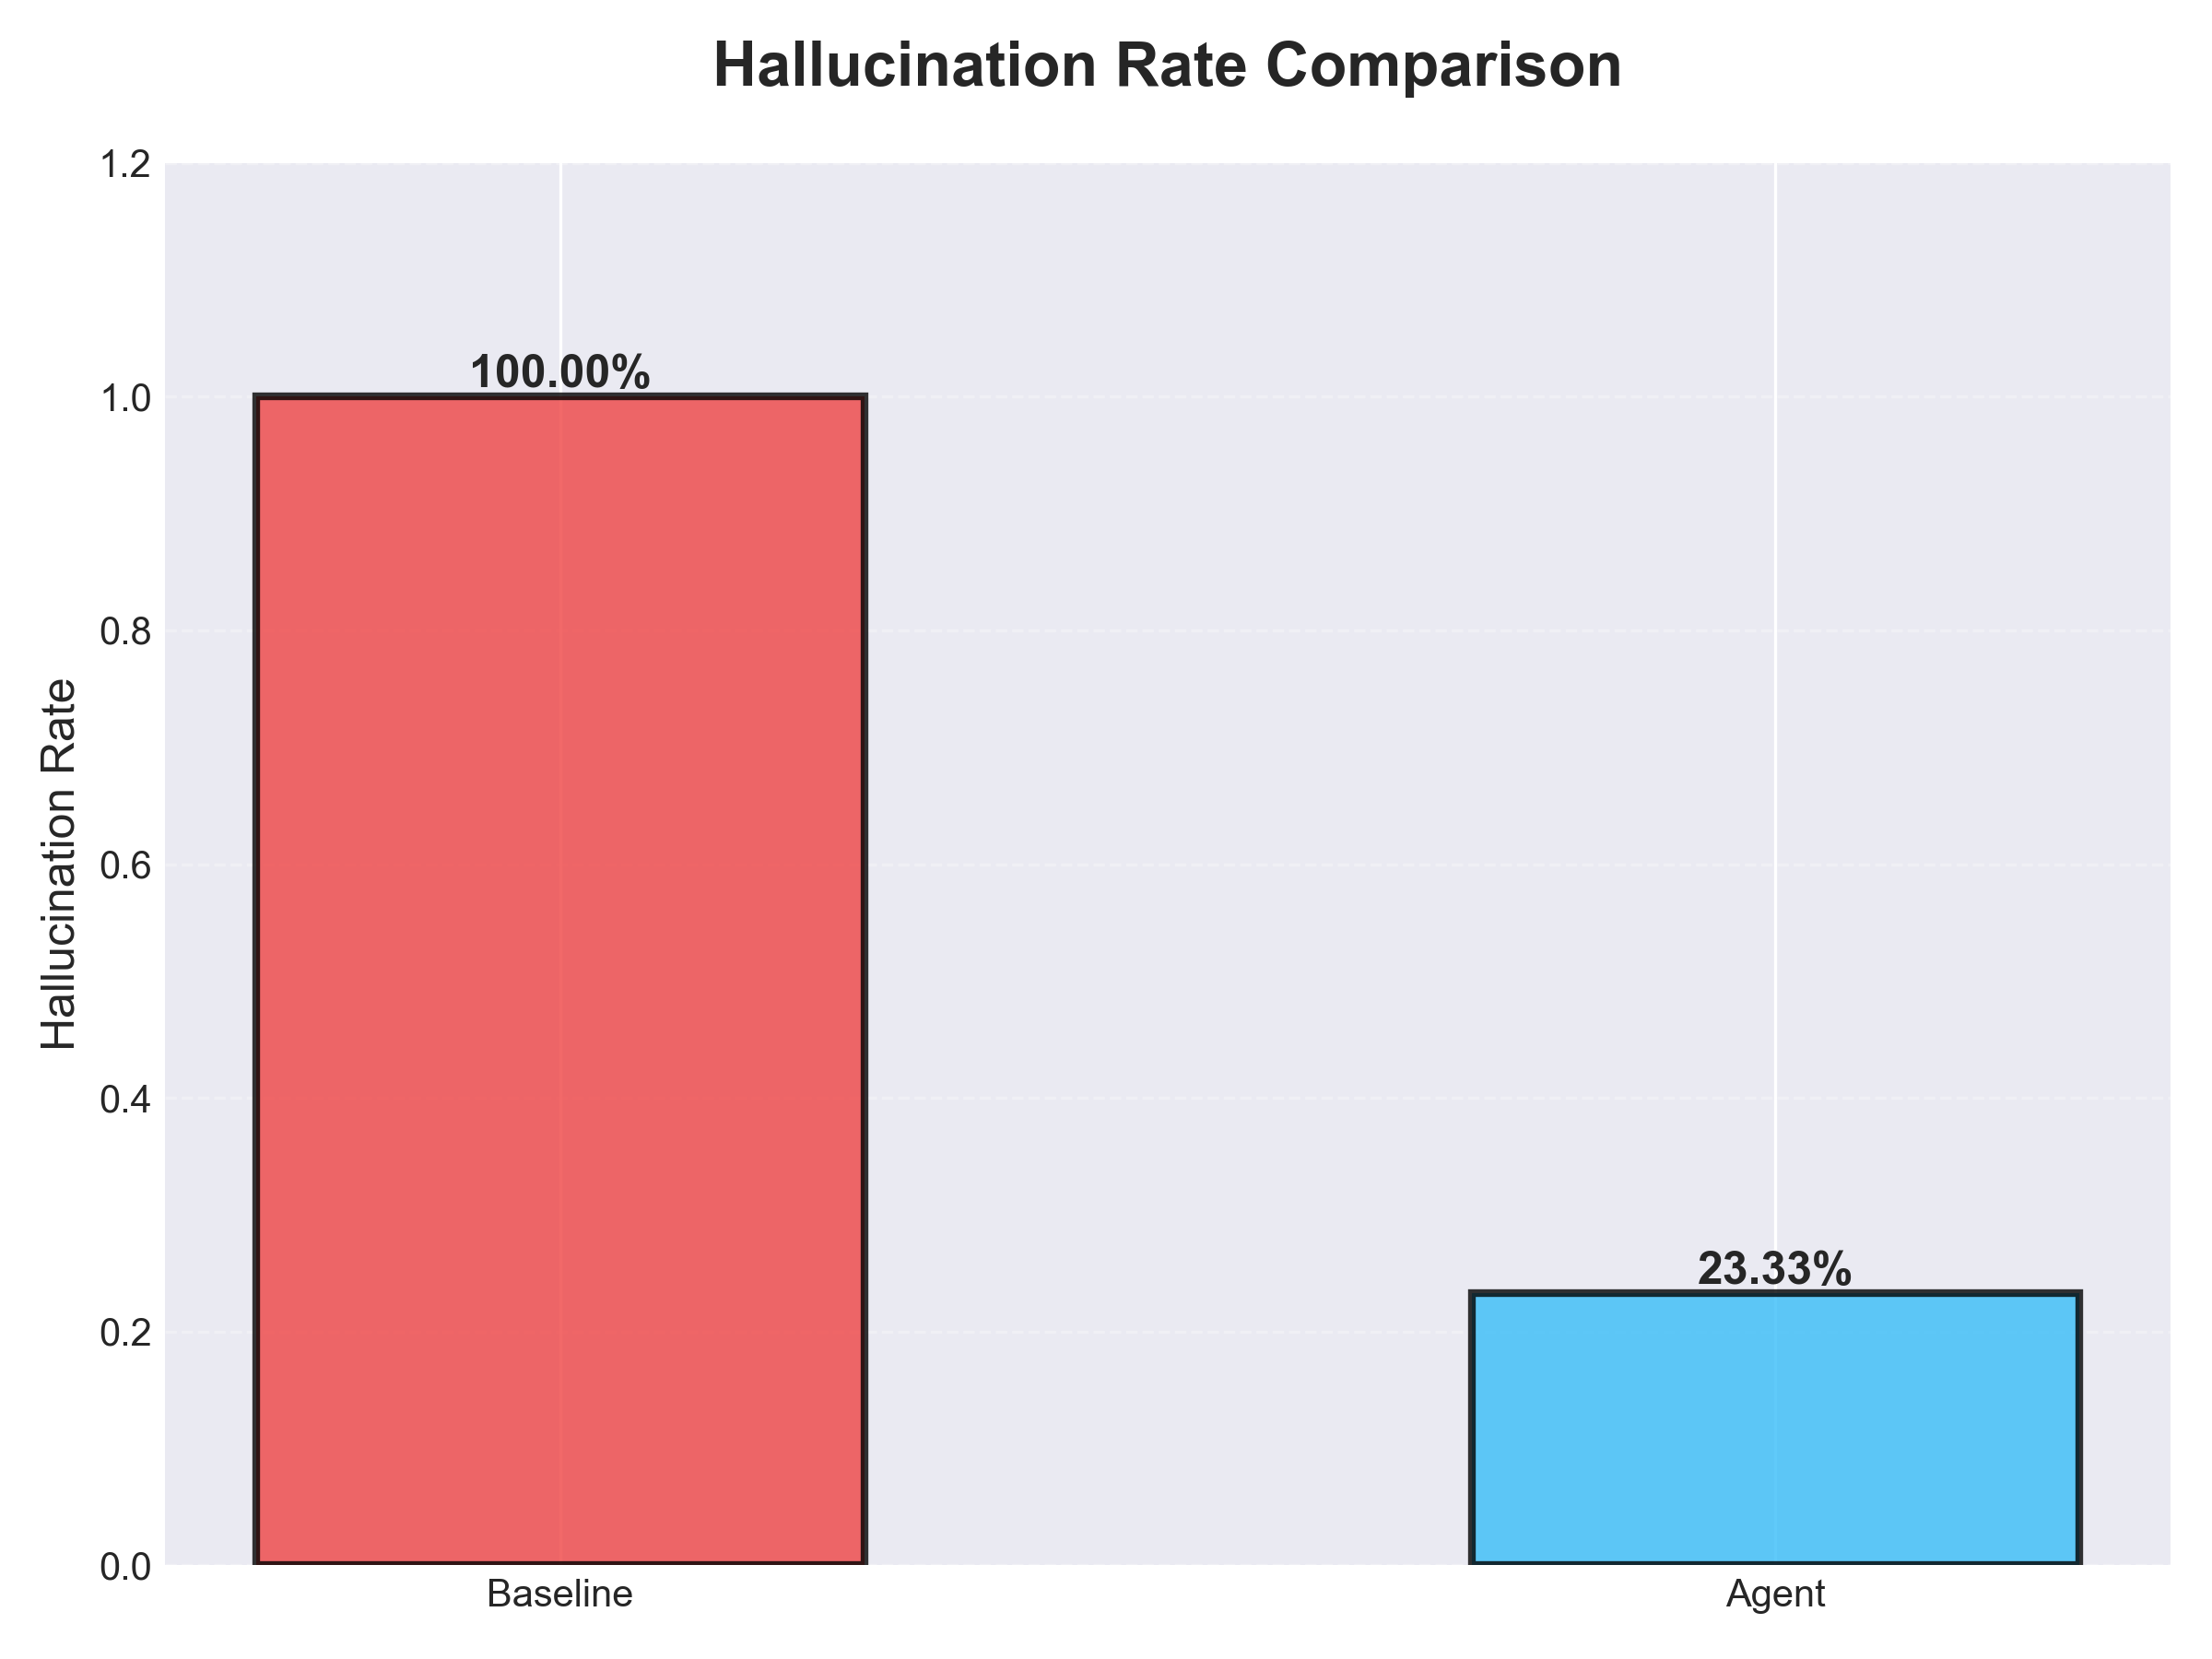 Hallucination Rate Comparison
Hallucination Rate
1.2
1.0
0.8
0.6
0.4
0.2
0.0
100.00%
23.33%
Baseline
Agent